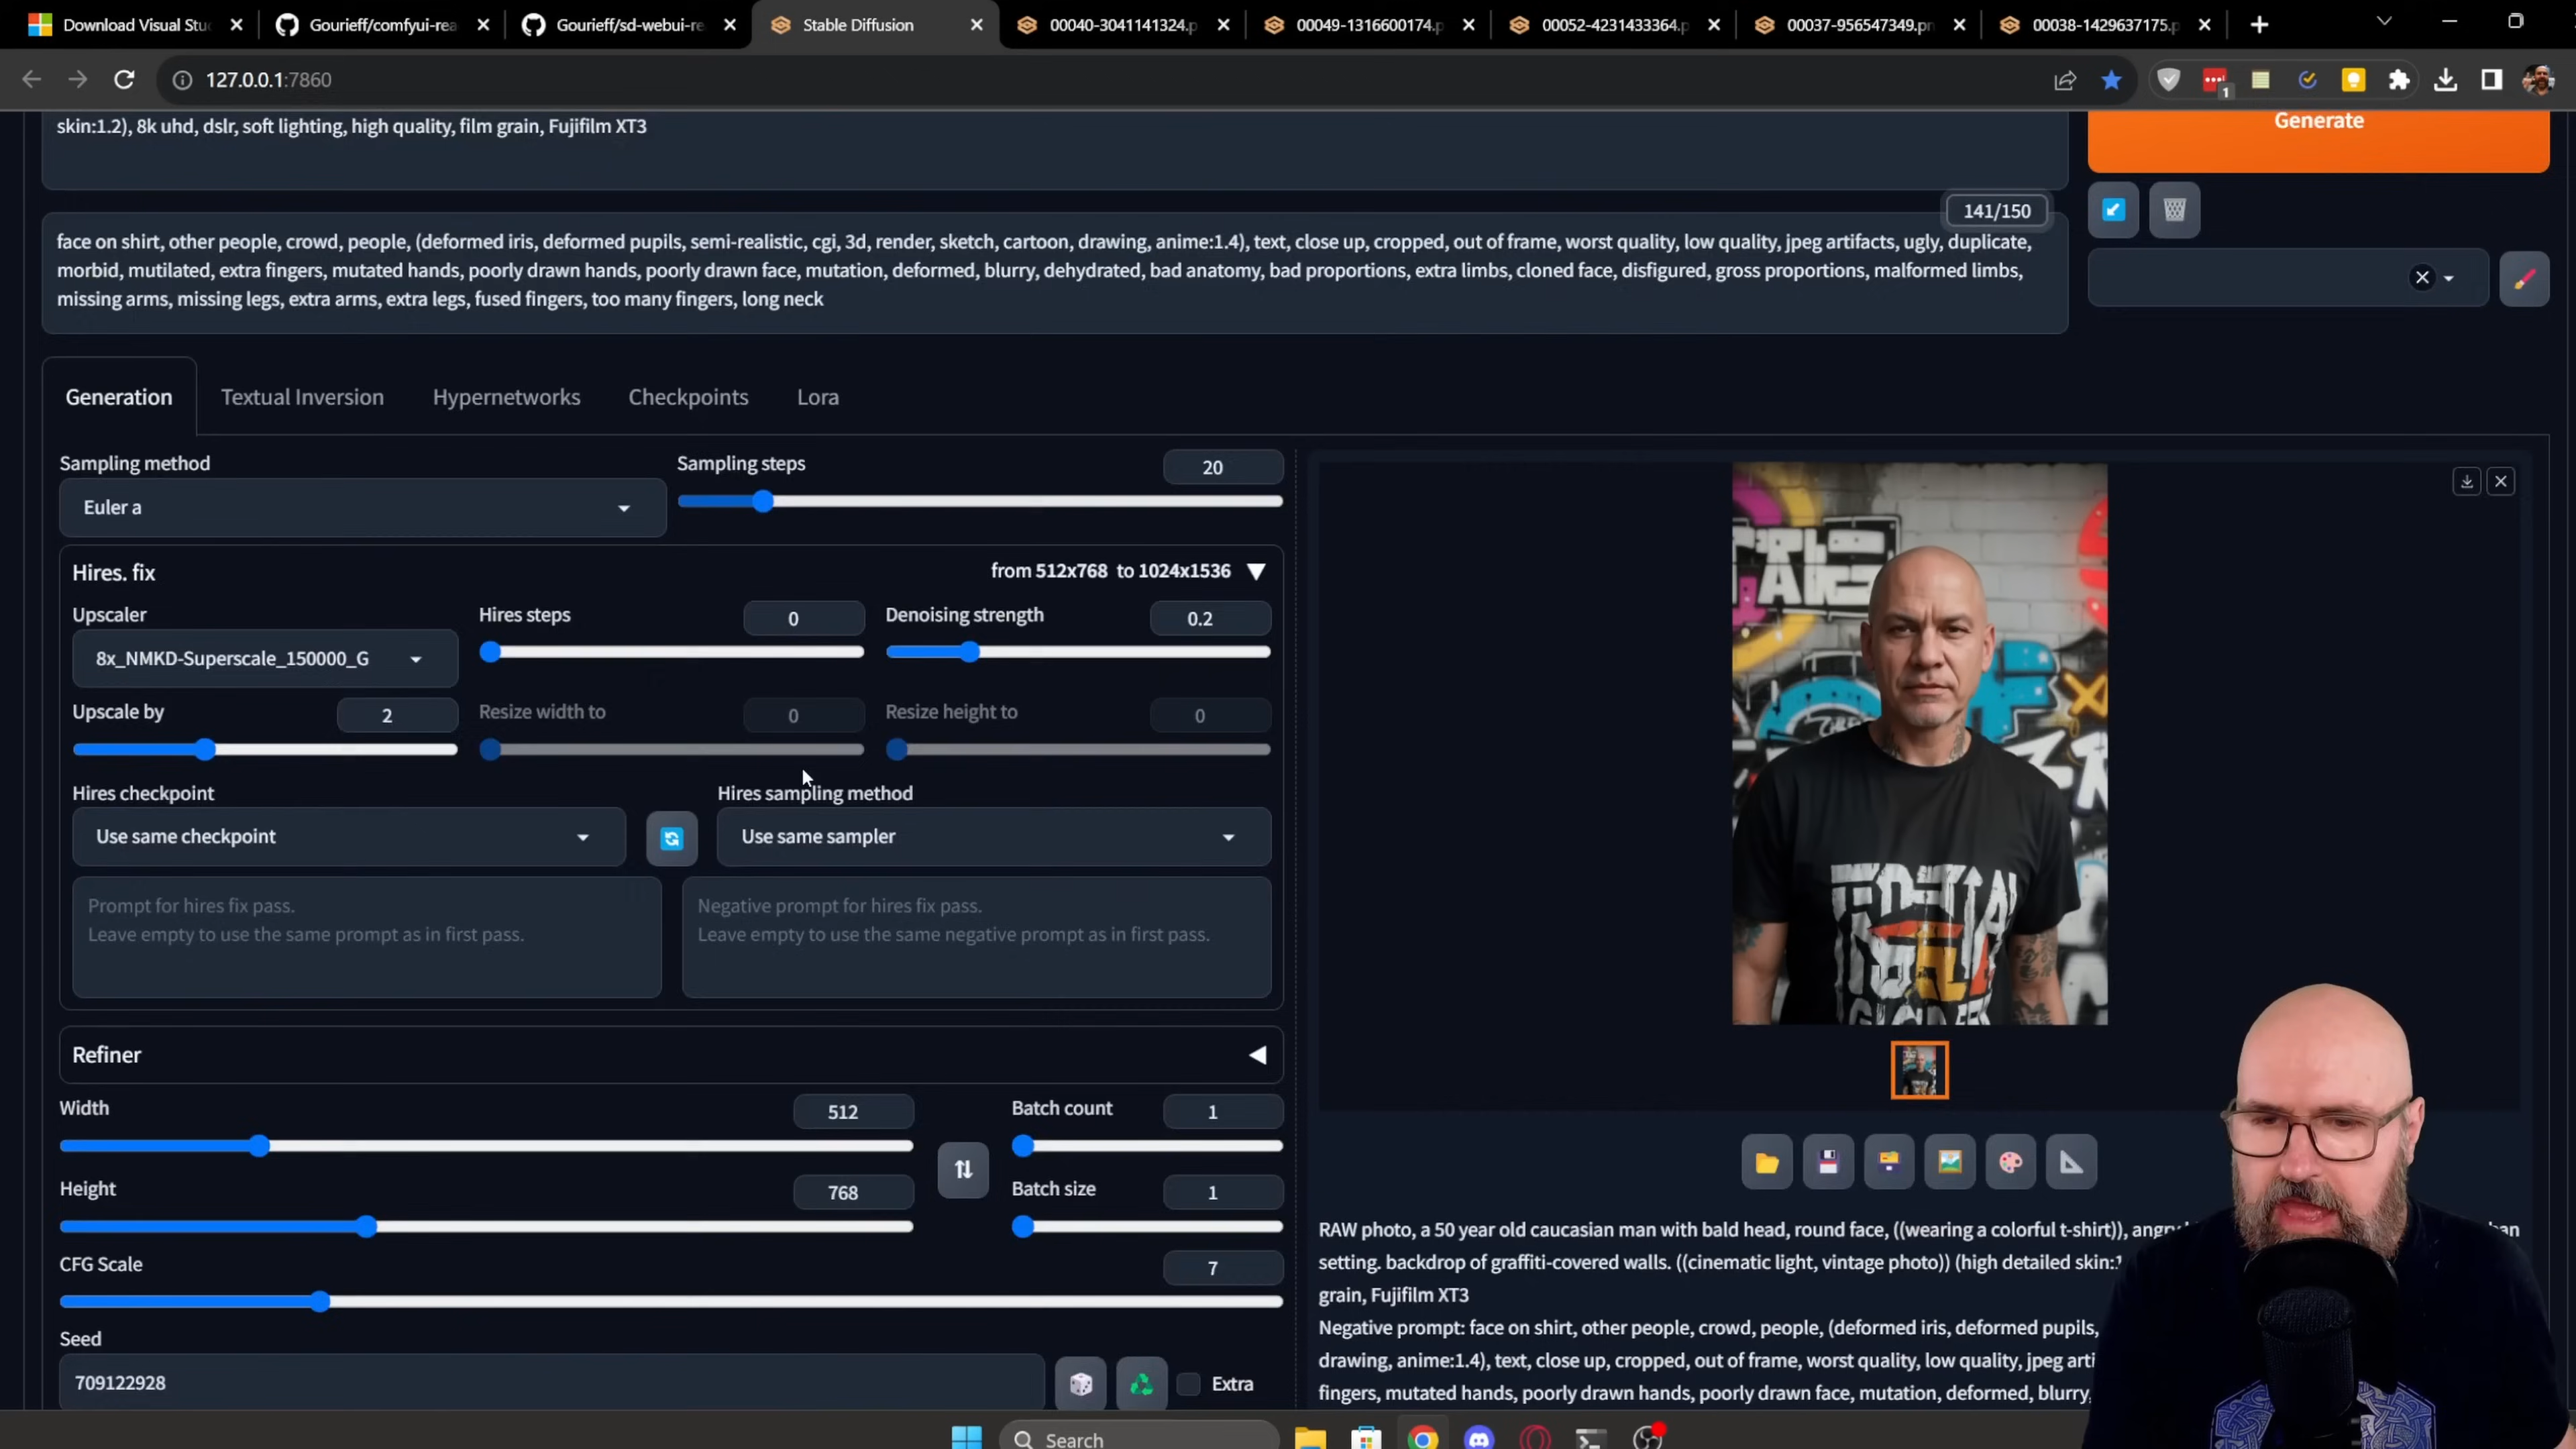 Download Visual Stu
Gourieff/comfyui-rea
Gourieff/sd-webui-re
Stable Diffusion
00040-3041141324.p
00049-1316600174.p
00052-4231433364.p
00037-956547349.pn
00038-1429637175.p
127.0.0.1:7860
1
skin:1.2), 8k uhd, dslr, soft lighting, high quality, film grain, Fujifilm XT3
Generate
141/150
face on shirt, other people, crowd, people, (deformed iris, deformed pupils, semi-realistic, cgi, 3d, render, sketch, cartoon, drawing, anime:1.4), text, close up, cropped, out of frame, worst quality, low quality, jpeg artifacts, ugly, duplicate,
morbid, mutilated, extra fingers, mutated hands, poorly drawn hands, poorly drawn face, mutation, deformed, blurry, dehydrated, bad anatomy, bad proportions, extra limbs, cloned face, disfigured, gross proportions, malformed limbs,
missing arms, missing legs, extra arms, extra legs, fused fingers, too many fingers, long neck
Generation
Textual Inversion
Hypernetworks
Checkpoints
Lora
Sampling method
Euler a
Sampling steps
20
Hires. fix
from 512x768 to 1024x1536
Upscaler
8x_NMKD-Superscale_150000_G
Hires steps
0
Denoising strength
0.2
Upscale by
2
Resize width to
0
Resize height to
0
Hires checkpoint
Use same checkpoint
Hires sampling method
Use same sampler
Prompt for hires fix pass.
Leave empty to use the same prompt as in first pass.
Negative prompt for hires fix pass.
Leave empty to use the same negative prompt as in first pass.
Refiner
Width
512
Batch count
1
Height
768
Batch size
1
CFG Scale
7
Seed
709122928
Extra
RAW photo, a 50 year old caucasian man with bald head, round face, ((wearing a colorful t-shirt)), angry
setting. backdrop of graffiti-covered walls. ((cinematic light, vintage photo)) (high detailed skin:1
grain, Fujifilm XT3
Negative prompt: face on shirt, other people, crowd, people, (deformed iris, deformed pupils,
drawing, anime:1.4), text, close up, cropped, out of frame, worst quality, low quality, jpeg arti
fingers, mutated hands, poorly drawn hands, poorly drawn face, mutation, deformed, blurry,
Search